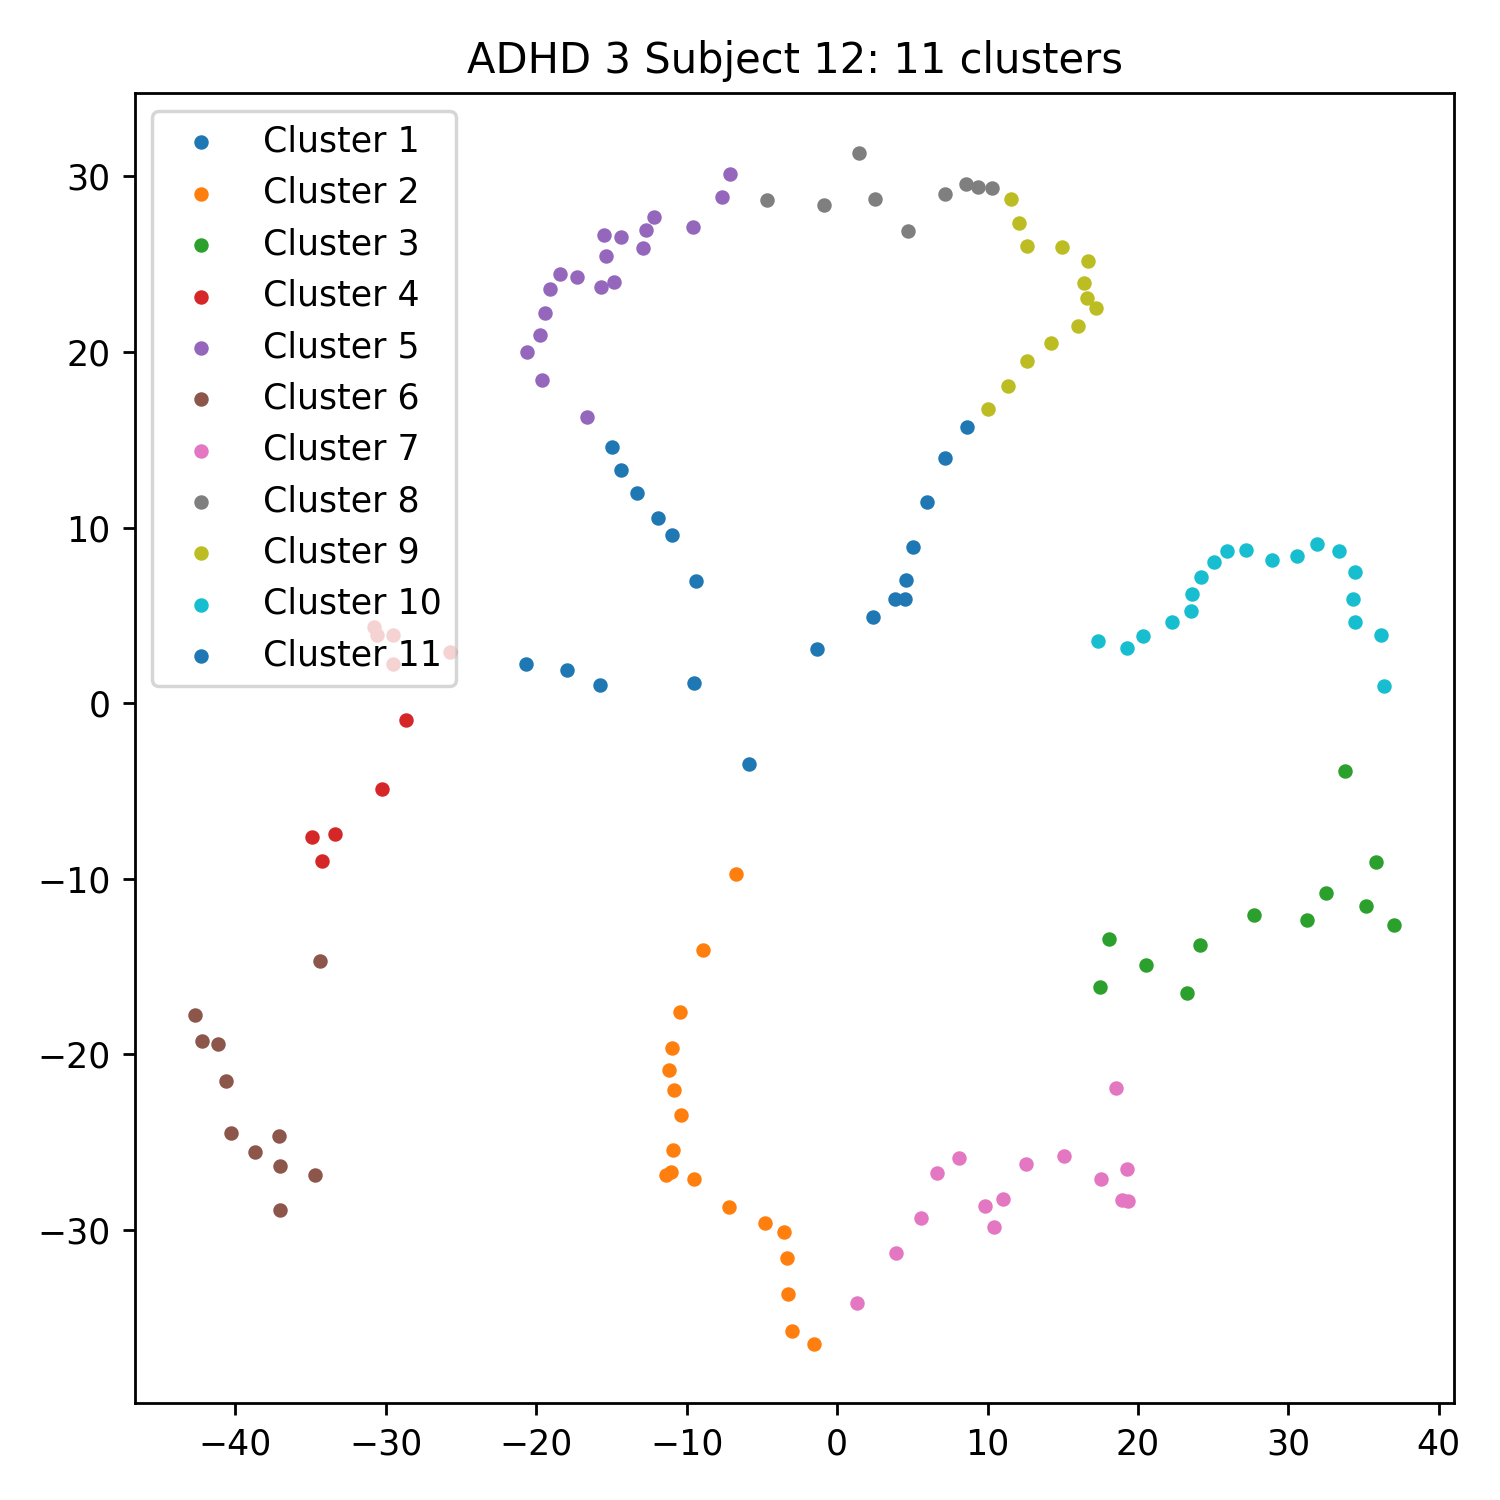 ADHD 3 Subject 12: 11 clusters
Cluster 1
Cluster 2
Cluster 3
Cluster 4
Cluster 5
Cluster 6
Cluster 7
Cluster 8
Cluster 9
Cluster 10
Cluster 11
30
20
10
0
−10
−20
−30
−40 −30 −20 −10 0 10 20 30 40